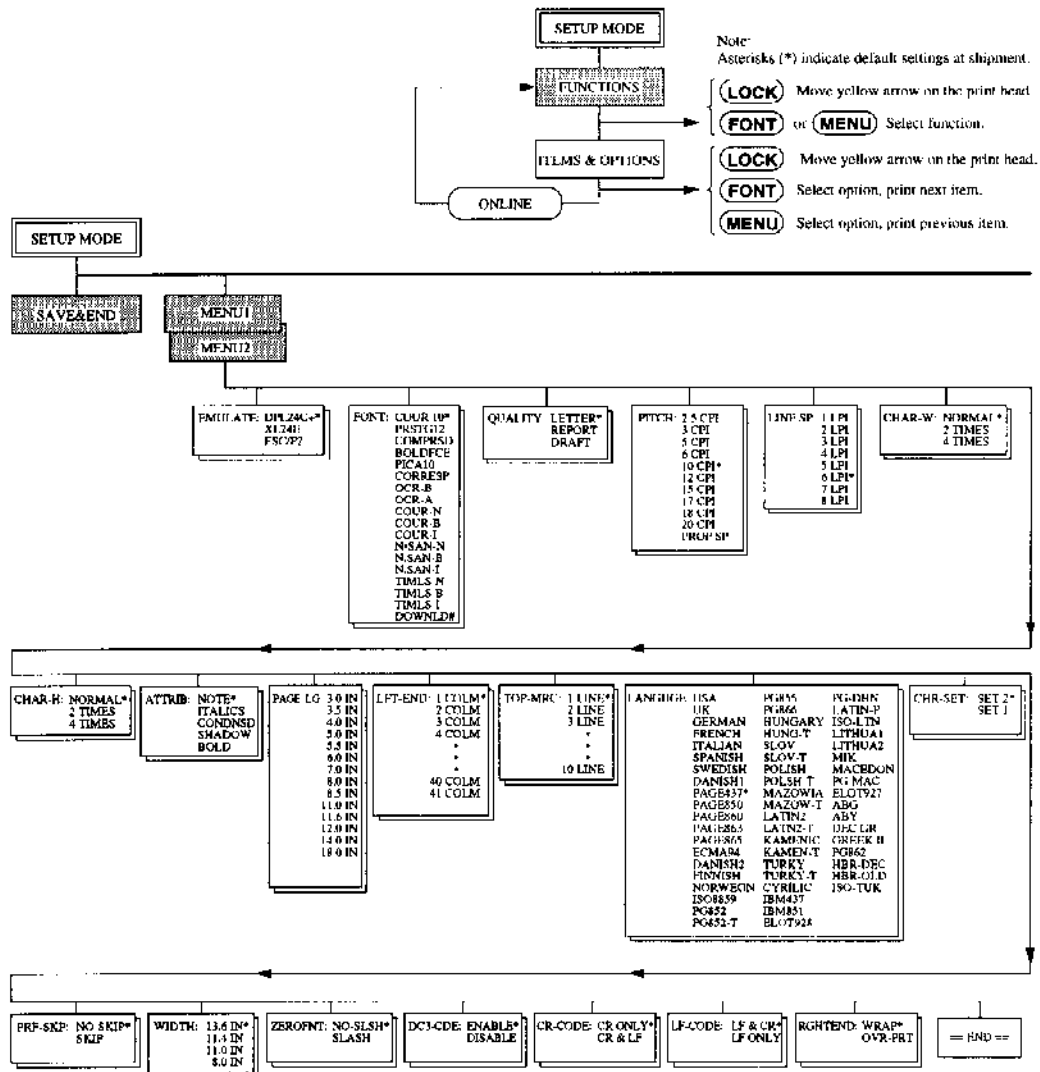 SETUP MODE
Note:
Asterisks (*) indicate default settings at shipment.
FUNCTIONS
LOCK Move yellow arrow on the print head
FONT or MENU Select function.
ITEMS & OPTIONS
LOCK Move yellow arrow on the print head.
FONT Select option, print next item.
MENU Select option, print previous item.
ONLINE
SETUP MODE
SAVE&END
MENU1
MENU2
EMULATE: DPL24C+*
XL24E
ESC/P2
FONT: COUR 10*
PRSTG12
COMPRSD
BOLDFCE
PICA10
CORRESP
OCR-B
OCR-A
COUR-N
COUR-B
COUR-I
N.SAN-N
N.SAN-B
N.SAN-I
TIMES N
TIMES B
TIMES I
DOWNLD#
QUALITY LETTER*
REPORT
DRAFT
PITCH: 2.5 CPI
3 CPI
5 CPI
6 CPI
10 CPI*
12 CPI
15 CPI
17 CPI
18 CPI
20 CPI
PROP SP
LINE SP 1 LPI
2 LPI
3 LPI
4 LPI
5 LPI
6 LPI*
7 LPI
8 LPI
CHAR-W: NORMAL*
2 TIMES
4 TIMES
CHAR-H: NORMAL*
2 TIMES
4 TIMES
ATTRIB: NOTE*
ITALICS
CONDNSD
SHADOW
BOLD
PAGE LG 3.0 IN
3.5 IN
4.0 IN
5.0 IN
5.5 IN
6.0 IN
7.0 IN
8.0 IN
8.5 IN
11.0 IN
11.6 IN
12.0 IN
14.0 IN
18.0 IN
LFT-END: 1 COLM*
2 COLM
3 COLM
4 COLM
*
*
*
40 COLM
41 COLM
TOP-MRG: 1 LINE*
2 LINE
3 LINE
*
*
*
10 LINE
LANGUGE: USA PG855 PG-DHN
UK PG866 LATIN-P
GERMAN HUNGARY ISO-LTN
FRENCH HUNG-T LITHUA1
ITALIAN SLOV LITHUA2
SPANISH SLOV-T MIK
SWEDISH POLISH MACEDON
DANISH1 POLSH T PG MAC
PAGE437* MAZOWIA ELOT927
PAGE850 MAZOW-T ABG
PAGE860 LATIN2 ABY
PAGE863 LATN2-T DEC GR
PAGE865 KAMENIC GREEK 11
ECMA94 KAMEN-T PG862
DANISH2 TURKY HBR-DEC
FINNISH TURKY-T HBR-OLD
NORWEGN CYRILIC ISO-TUK
ISO8859 IBM437
PG852 IBM851
PG852-T ELOT928
CHR-SET: SET 2*
SET 1
PRF-SKP: NO SKIP*
SKIP
WIDTH: 13.6 IN*
11.4 IN
11.0 IN
8.0 IN
ZEROFNT: NO-SLSH*
SLASH
DC3-CDE: ENABLE*
DISABLE
CR-CODE: CR ONLY*
CR & LF
LF-CODE: LF & CR*
LF ONLY
RGHTEND: WRAP*
OVR-PRT
== END ==